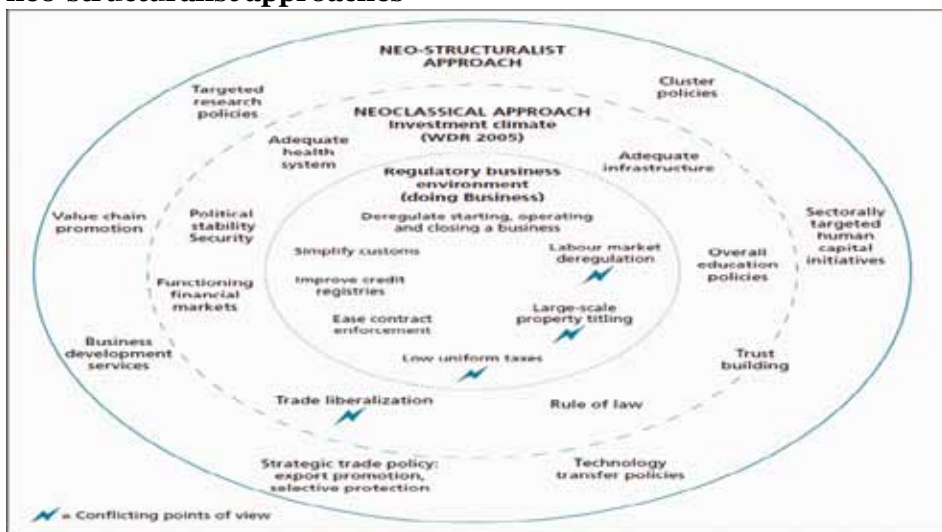 neo-structuralist approaches
NEO-STRUCTURALIST
APPROACH
Targeted
research
policies
Cluster
policies
NEOCLASSICAL APPROACH
Investment climate
(WDR 2005)
Adequate
health
system
Adequate
infrastructure
Regulatory business
environment
(doing Business)
Value chain
promotion
Political
stability
Security
Deregulate starting, operating
and closing a business
Sectorally
targeted
human
capital
initiatives
Simplify customs
Labour market
deregulation
Overall
education
policies
Functioning
financial
markets
Improve credit
registries
Large-scale
property titling
Ease contract
enforcement
Business
development
services
Low uniform taxes
Trust
building
Trade liberalization
Rule of law
Strategic trade policy:
export promotion,
selective protection
Technology
transfer policies
= Conflicting points of view